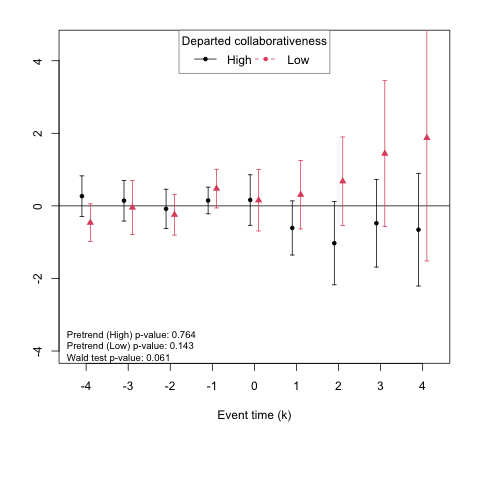 Departed collaborativeness
High Low
4
2
0
-2
-4
Pretrend (High) p-value: 0.764
Pretrend (Low) p-value: 0.143
Wald test p-value: 0.061
-4 -3 -2 -1 0 1 2 3 4
Event time (k)